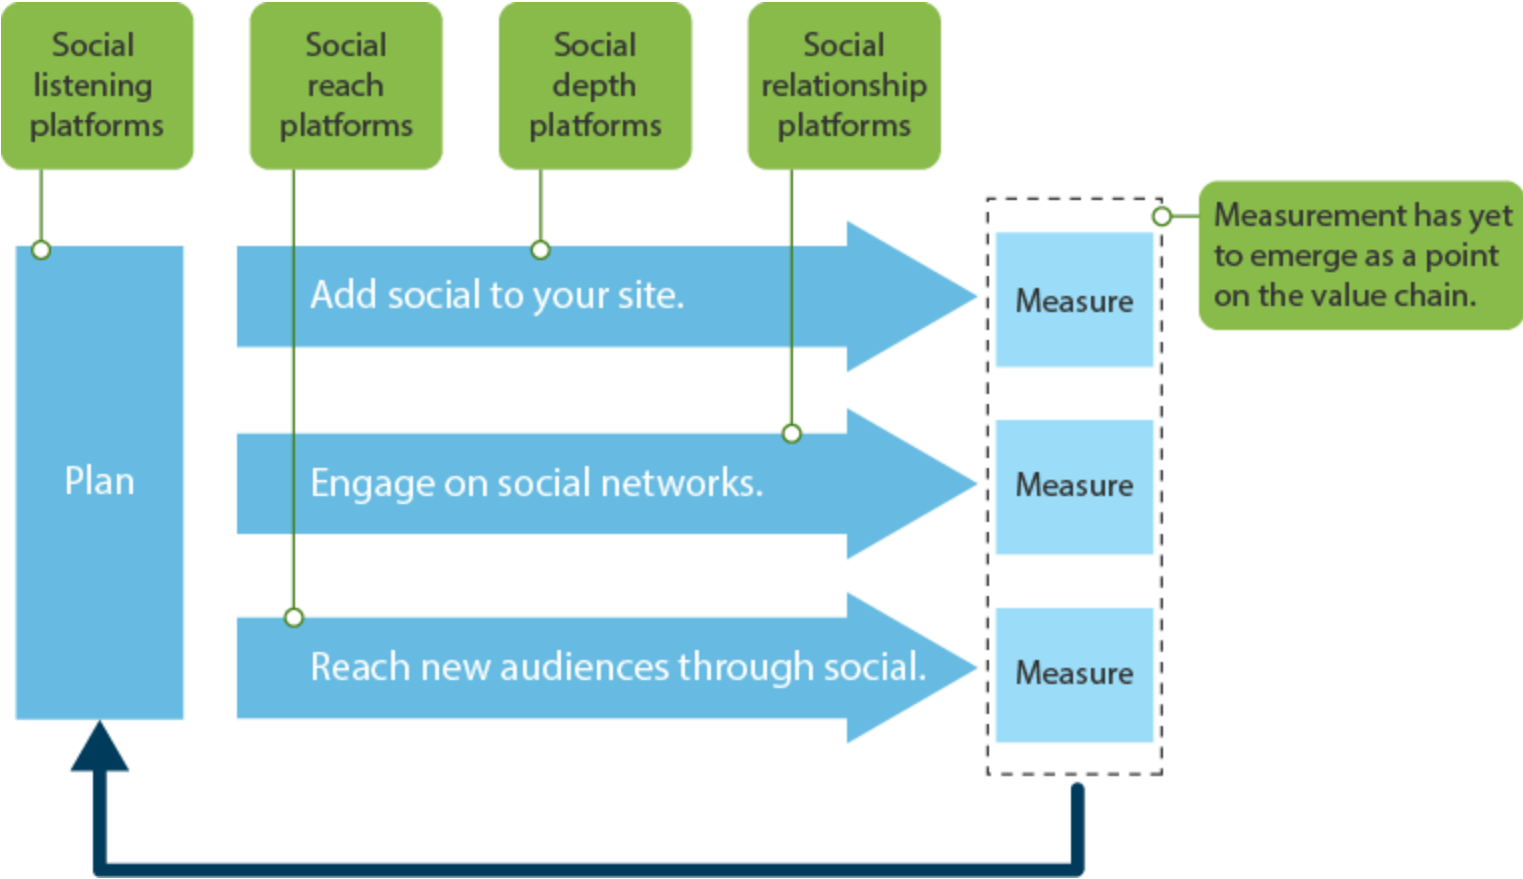 Social
listening
platforms
Social
reach
platforms
Social
depth
platforms
Social
relationship
platforms
Measurement has yet
to emerge as a point
on the value chain.
Plan
Add social to your site.
Measure
Engage on social networks.
Measure
Reach new audiences through social.
Measure